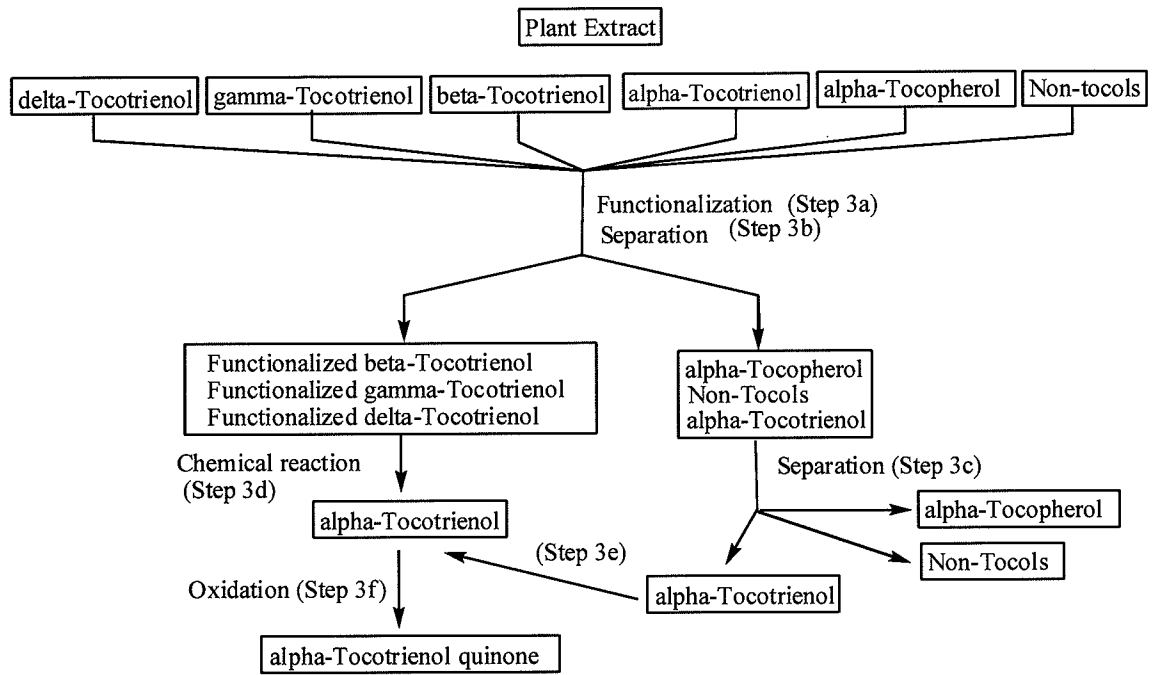 Plant Extract
delta-Tocotrienol
gamma-Tocotrienol
beta-Tocotrienol
alpha-Tocotrienol
alpha-Tocopherol
Non-tocols
Functionalization (Step 3a)
Separation (Step 3b)
Functionalized beta-Tocotrienol
Functionalized gamma-Tocotrienol
Functionalized delta-Tocotrienol
alpha-Tocopherol
Non-Tocols
alpha-Tocotrienol
Chemical reaction
(Step 3d)
Separation (Step 3c)
alpha-Tocopherol
alpha-Tocotrienol
(Step 3e)
Non-Tocols
Oxidation (Step 3f)
alpha-Tocotrienol
alpha-Tocotrienol quinone